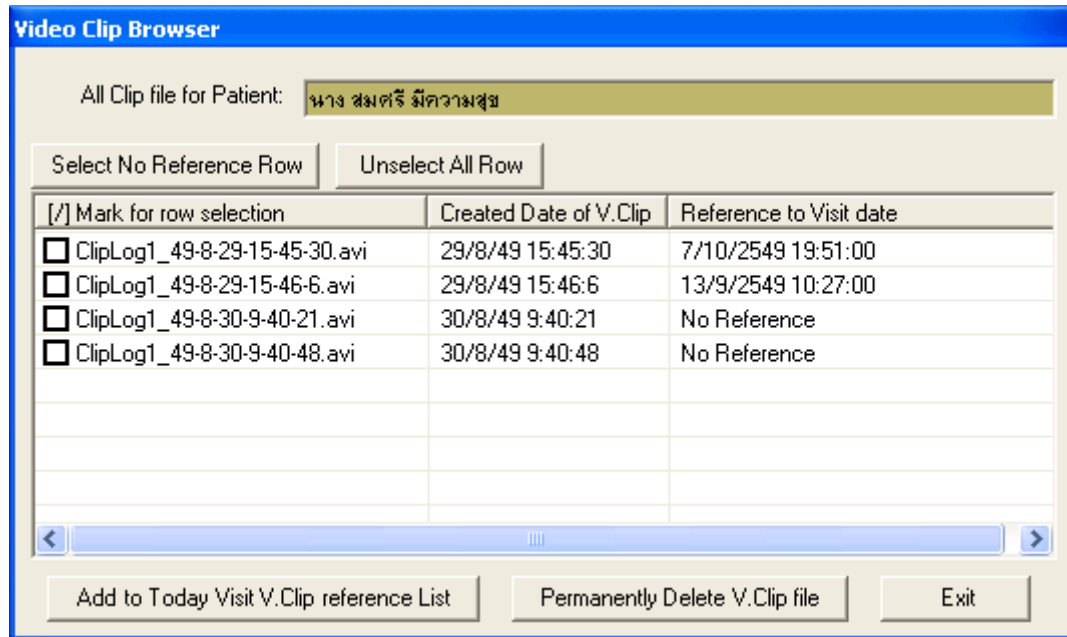 Video Clip Browser
All Clip file for Patient: นาง สมศรี มีความสุข
Select No Reference Row Unselect All Row
[/] Mark for row selection Created Date of V.Clip Reference to Visit date
ClipLog1_49-8-29-15-45-30.avi 29/8/49 15:45:30 7/10/2549 19:51:00
ClipLog1_49-8-29-15-46-6.avi 29/8/49 15:46:6 13/9/2549 10:27:00
ClipLog1_49-8-30-9-40-21.avi 30/8/49 9:40:21 No Reference
ClipLog1_49-8-30-9-40-48.avi 30/8/49 9:40:48 No Reference
Add to Today Visit V.Clip reference List Permanently Delete V.Clip file Exit